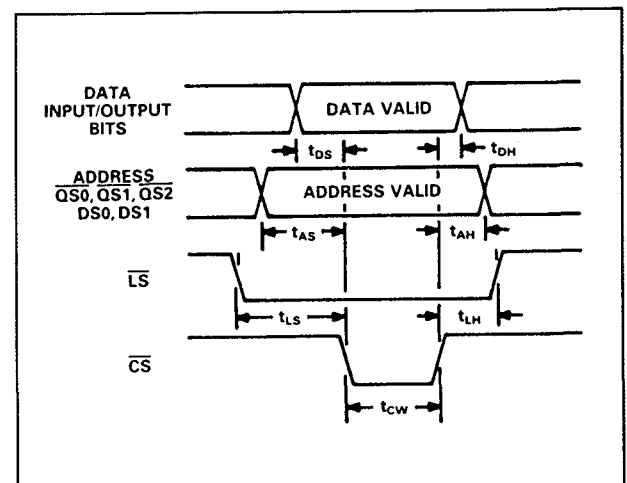 DATA
INPUT/OUTPUT
BITS
DATA VALID
tDS
tDH
ADDRESS
QS0, QS1, QS2
DS0, DS1
ADDRESS VALID
tAS
tAH
LS
tLS
tLH
CS
tCW